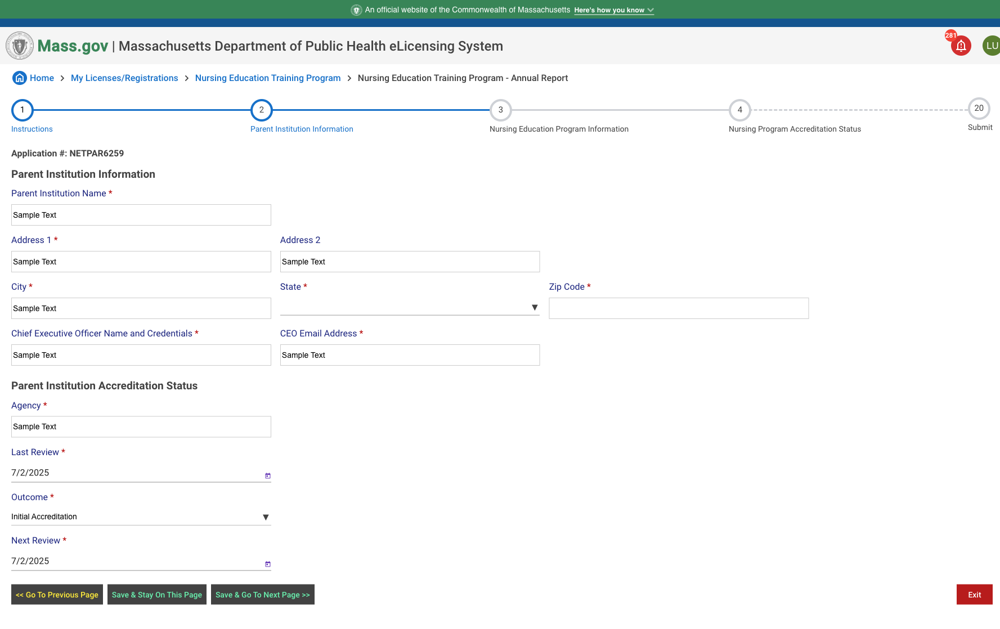 An official website of the Commonwealth of Massachusetts Here's how you know
Mass.gov | Massachusetts Department of Public Health eLicensing System
281
LU
Home > My Licenses/Registrations > Nursing Education Training Program > Nursing Education Training Program - Annual Report
1 2 3 4 20
Instructions Parent Institution Information Nursing Education Program Information Nursing Program Accreditation Status Submit
Application #: NETPAR6259
Parent Institution Information
Parent Institution Name *
Sample Text
Address 1 * Address 2
Sample Text Sample Text
City * State * Zip Code *
Sample Text
Chief Executive Officer Name and Credentials * CEO Email Address *
Sample Text Sample Text
Parent Institution Accreditation Status
Agency *
Sample Text
Last Review *
7/2/2025
Outcome *
Initial Accreditation
Next Review *
7/2/2025
<< Go To Previous Page Save & Stay On This Page Save & Go To Next Page >> Exit